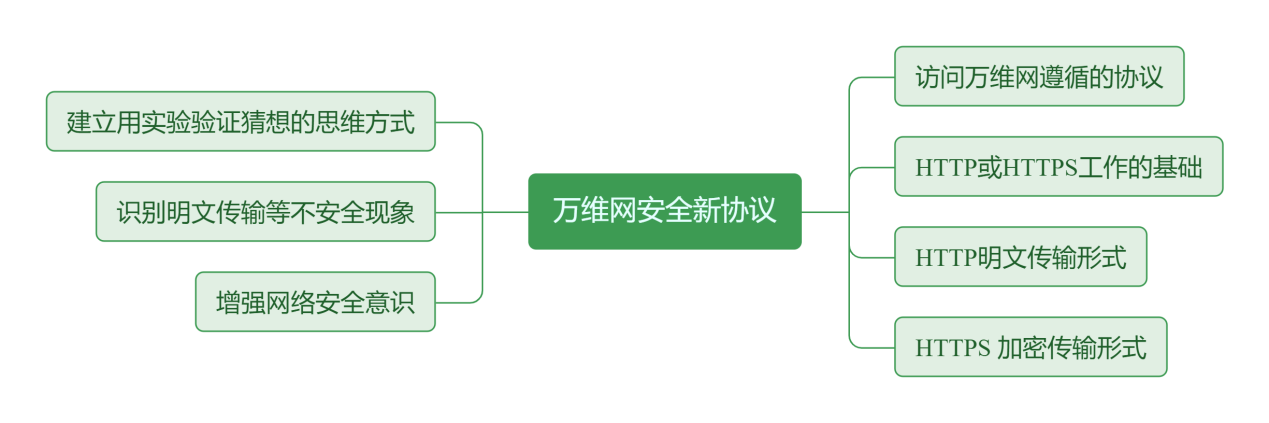 万维网安全新协议
访问万维网遵循的协议
HTTP或HTTPS工作的基础
HTTP明文传输形式
HTTPS 加密传输形式
建立用实验验证猜想的思维方式
识别明文传输等不安全现象
增强网络安全意识